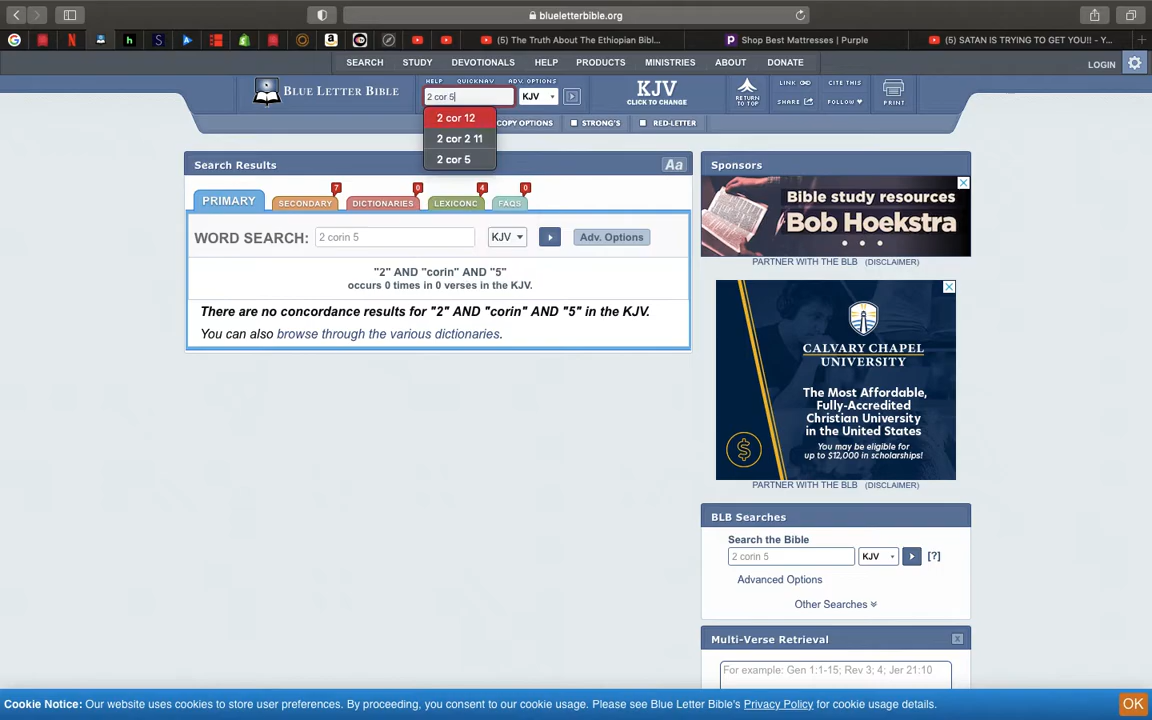 blueletterbible.org
(5) The Truth About The Ethiopian Bibl...
Shop Best Mattresses | Purple
(5) SATAN IS TRYING TO GET YOU!! - Y...
SEARCH STUDY DEVOTIONALS HELP PRODUCTS MINISTRIES ABOUT DONATE
LOGIN
HELP QUICKNAV ADV. OPTIONS
BLUE LETTER BIBLE
2 cor 5
KJV
KJV
CLICK TO CHANGE
RETURN
TO TOP
LINK CITE THIS
SHARE FOLLOW
PRINT
2 cor 12
2 cor 2 11
2 cor 5
COPY OPTIONS STRONG'S RED-LETTER
Search Results
Aa
PRIMARY
SECONDARY 7
DICTIONARIES 0
LEXICONC 4
FAQS 0
WORD SEARCH: 2 corin 5 KJV Adv. Options
"2" AND "corin" AND "5"
occurs 0 times in 0 verses in the KJV.
There are no concordance results for "2" AND "corin" AND "5" in the KJV.
You can also browse through the various dictionaries.
Sponsors
Bible study resources
Bob Hoekstra
PARTNER WITH THE BLB (DISCLAIMER)
CALVARY CHAPEL
UNIVERSITY
The Most Affordable,
Fully-Accredited
Christian University
in the United States
You may be eligible for
up to $12,000 in scholarships!
$
PARTNER WITH THE BLB (DISCLAIMER)
BLB Searches
Search the Bible
2 corin 5 KJV [?]
Advanced Options
Other Searches
Multi-Verse Retrieval
x
For example: Gen 1:1-15; Rev 3; 4; Jer 21:10
Cookie Notice: Our website uses cookies to store user preferences. By proceeding, you consent to our cookie usage. Please see Blue Letter Bible's Privacy Policy for cookie usage details.
OK